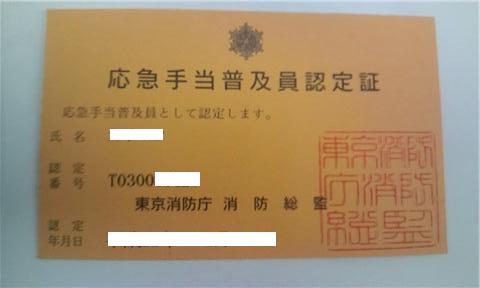 応急手当普及員認定証
応急手当普及員として認定します。
氏名
認定
番号 T0300
東京消防庁 消防総監
認定
年月日
東京消防
庁消防
総監